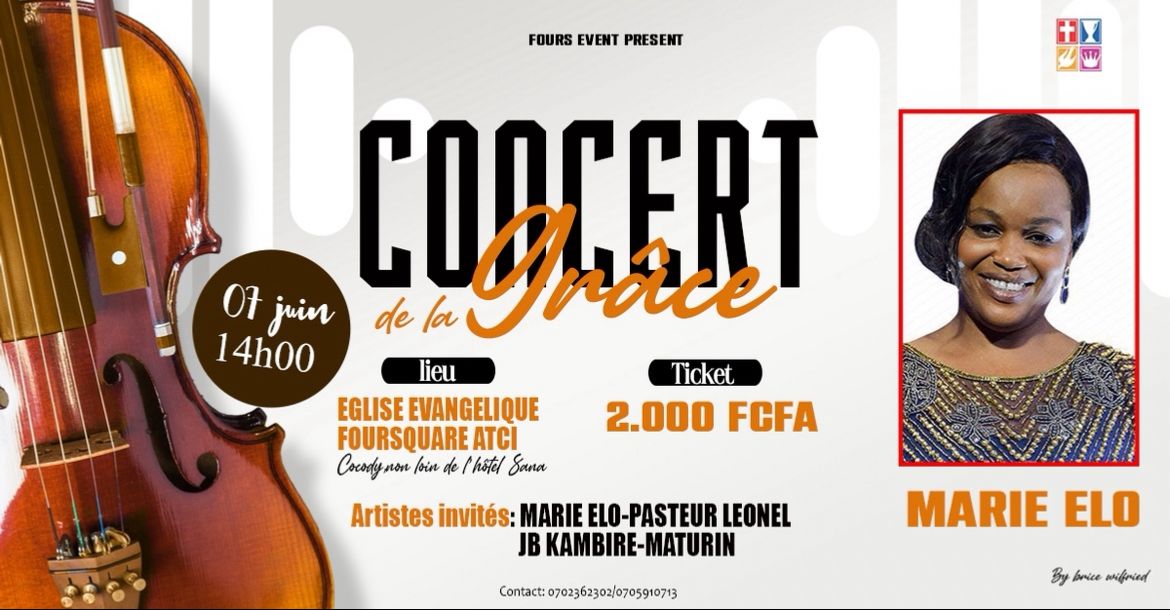 FOURS EVENT PRESENT
CONCERT
de la grâce
07 juin
14h00
lieu
EGLISE EVANGELIQUE
FOURSQUARE ATCI
Cocody,non loin de l'hôtel Sana
Ticket
2.000 FCFA
Artistes invités: MARIE ELO-PASTEUR LEONEL
JB KAMBIRE-MATURIN
Contact: 0702362302/0705910713
MARIE ELO
By brice wilfried